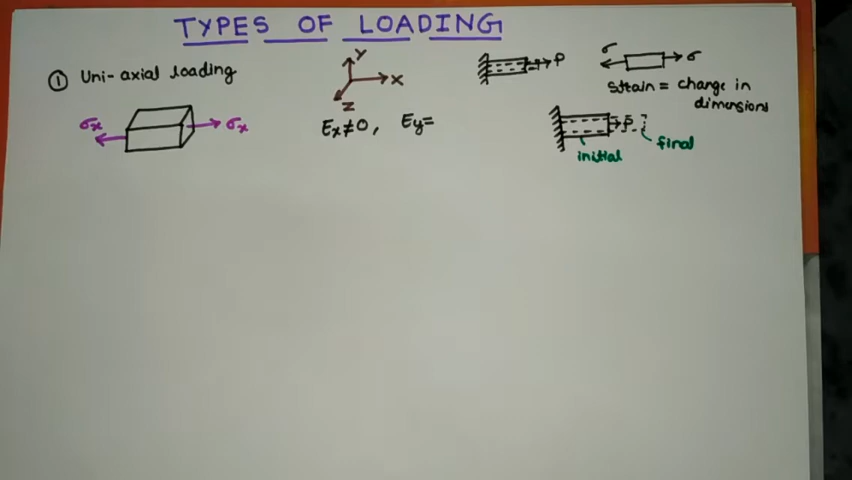 TYPES OF LOADING
① Uni-axial loading
Y
X
Z
P
σ
σ
Strain = change in
dimensions
σx
σx
Ex≠0, Ey=
P
initial
final